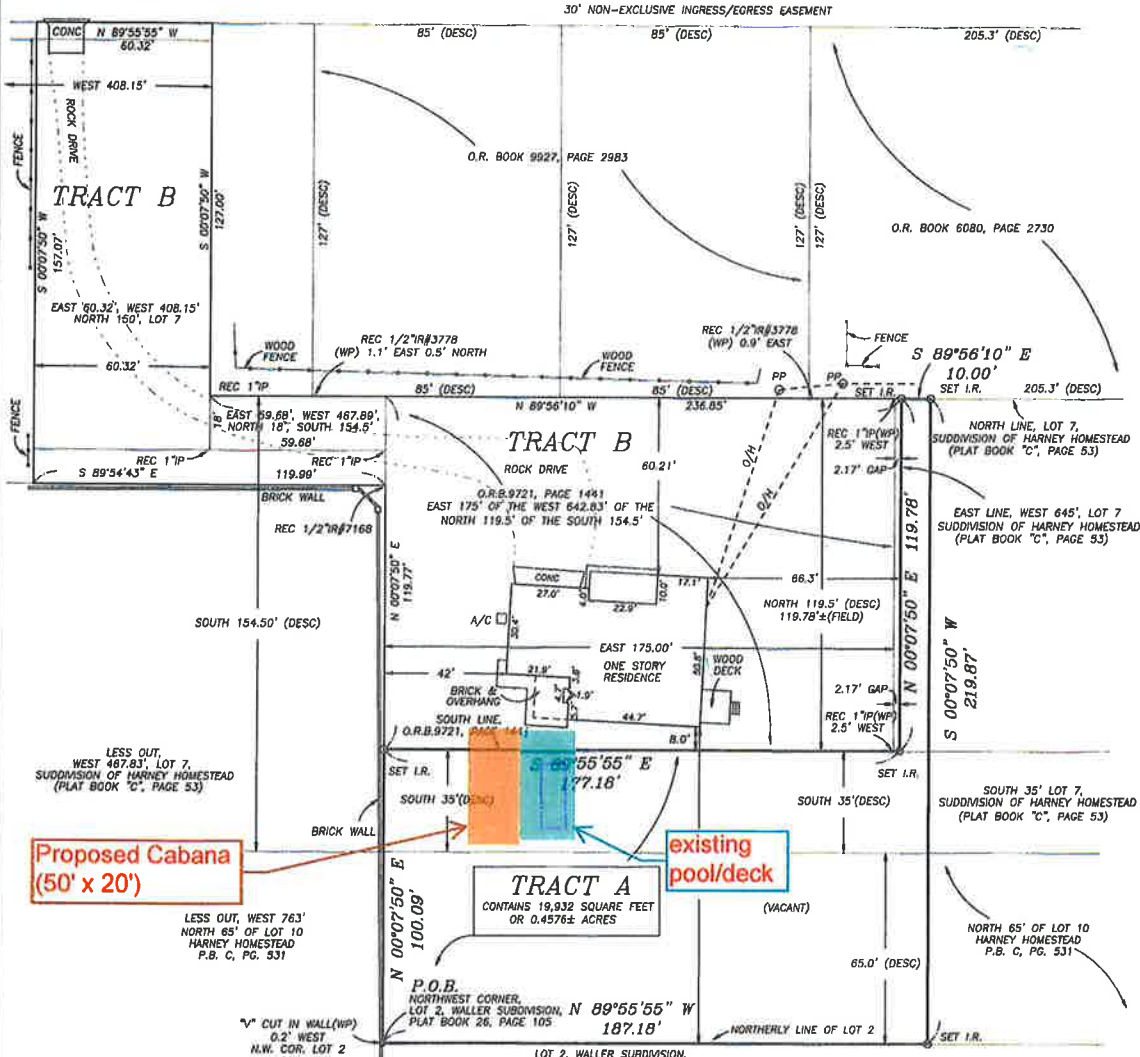 30' NON-EXCLUSIVE INGRESS/EGRESS EASEMENT
CONC
N 89°55'55" W
60.32'
85' (DESC)
85' (DESC)
205.3' (DESC)
WEST 408.15'
ROCK DRIVE
FENCE
TRACT B
S 00°07'50" W
157.07'
S 00°07'50" W
127.00'
127' (DESC)
127' (DESC)
127' (DESC)
127' (DESC)
O.R. BOOK 9927, PAGE 2983
O.R. BOOK 6080, PAGE 2730
EAST 60.32', WEST 408.15'
NORTH 150', LOT 7
60.32'
FENCE
WOOD
FENCE
REC 1/2"IR#3778
(WP) 1.1' EAST 0.5' NORTH
WOOD
FENCE
REC 1/2"IR#3778
(WP) 0.9' EAST
FENCE
S 89°56'10" E
10.00'
PP
PP
REC 1"IP
85' (DESC)
85' (DESC)
SET I.R.
SET I.R.
205.3' (DESC)
N 89°56'10" W
236.85'
18'
EAST 59.68', WEST 467.89',
NORTH 18', SOUTH 154.5'
59.68'
REC 1"IP
REC 1"IP
S 89°54'43" E
119.99'
BRICK WALL
REC 1/2"IR#7168
TRACT B
ROCK DRIVE
60.21'
O.R.B.9721, PAGE 1441
EAST 175' OF THE WEST 642.83' OF THE
NORTH 119.5' OF THE SOUTH 154.5'
O/H
O/H
REC 1"IP(WP)
2.5' WEST
2.17' GAP
NORTH LINE, LOT 7,
SUDDIVISION OF HARNEY HOMESTEAD
(PLAT BOOK "C", PAGE 53)
EAST LINE, WEST 645', LOT 7
SUDDIVISION OF HARNEY HOMESTEAD
(PLAT BOOK "C", PAGE 53)
N 00°07'50" E
119.77'
N 00°07'50" E 119.78'
S 00°07'50" W
219.87'
CONC
27.0'
4.0'
22.9'
10.0'
17.1'
66.3'
A/C
30.4'
NORTH 119.5' (DESC)
119.78'±(FIELD)
SOUTH 154.50' (DESC)
EAST 175.00'
ONE STORY
RESIDENCE
50.8'
WOOD
DECK
42'
21.9'
3.8'
4.7'
1.9'
BRICK &
OVERHANG
44.7'
8.0'
2.17' GAP
REC 1"IP(WP)
2.5' WEST
SOUTH LINE,
O.R.B.9721, PAGE 1441
S 89°55'55" E
177.18'
SET I.R.
SET I.R.
LESS OUT,
WEST 467.83', LOT 7,
SUDDIVISION OF HARNEY HOMESTEAD
(PLAT BOOK "C", PAGE 53)
SOUTH 35'(DESC)
SOUTH 35'(DESC)
SOUTH 35' LOT 7,
SUDDIVISION OF HARNEY HOMESTEAD
(PLAT BOOK "C", PAGE 53)
BRICK WALL
Proposed Cabana
(50' x 20')
existing
pool/deck
TRACT A
CONTAINS 19,932 SQUARE FEET
OR 0.4576± ACRES
(VACANT)
LESS OUT, WEST 763'
NORTH 65' OF LOT 10
HARNEY HOMESTEAD
P.B. C, PG. 531
N 00°07'50" E
100.09'
65.0' (DESC)
NORTH 65' OF LOT 10
HARNEY HOMESTEAD
P.B. C, PG. 531
P.O.B.
NORTHWEST CORNER,
LOT 2, WALLER SUBDIVISION,
PLAT BOOK 26, PAGE 105
N 89°55'55" W
187.18'
"V" CUT IN WALL(WP)
0.2' WEST
N.W. COR. LOT 2
NORTHERLY LINE OF LOT 2
SET I.R.
LOT 2, WALLER SUBDIVISION,